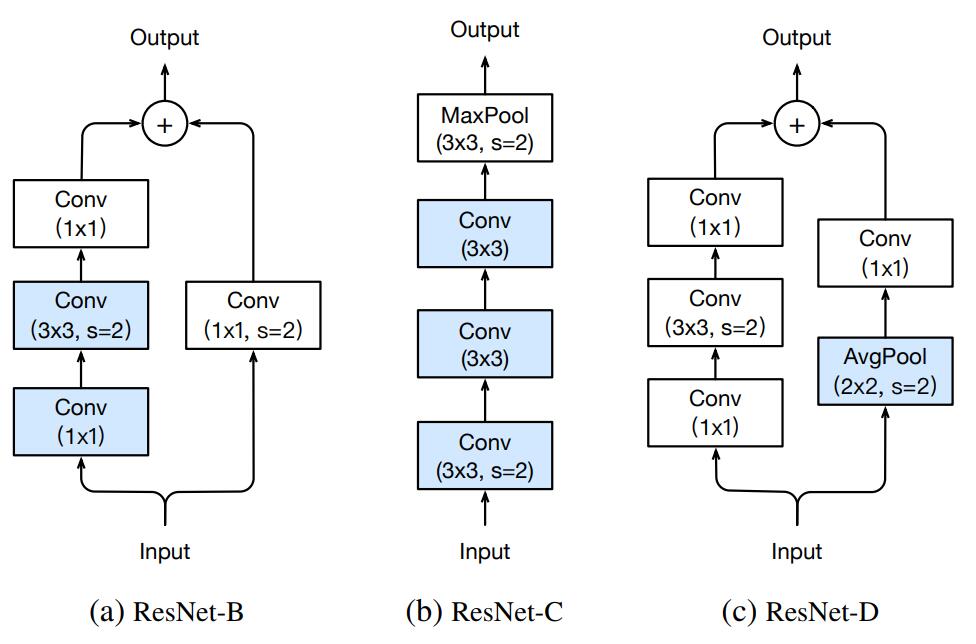 Output
+
Conv
(1x1)
Conv
(3x3, s=2)
Conv
(1x1)
Conv
(1x1, s=2)
Input
(a) ResNet-B
Output
MaxPool
(3x3, s=2)
Conv
(3x3)
Conv
(3x3)
Conv
(3x3, s=2)
Input
(b) ResNet-C
Output
+
Conv
(1x1)
Conv
(3x3, s=2)
Conv
(1x1)
Conv
(1x1)
AvgPool
(2x2, s=2)
Input
(c) ResNet-D